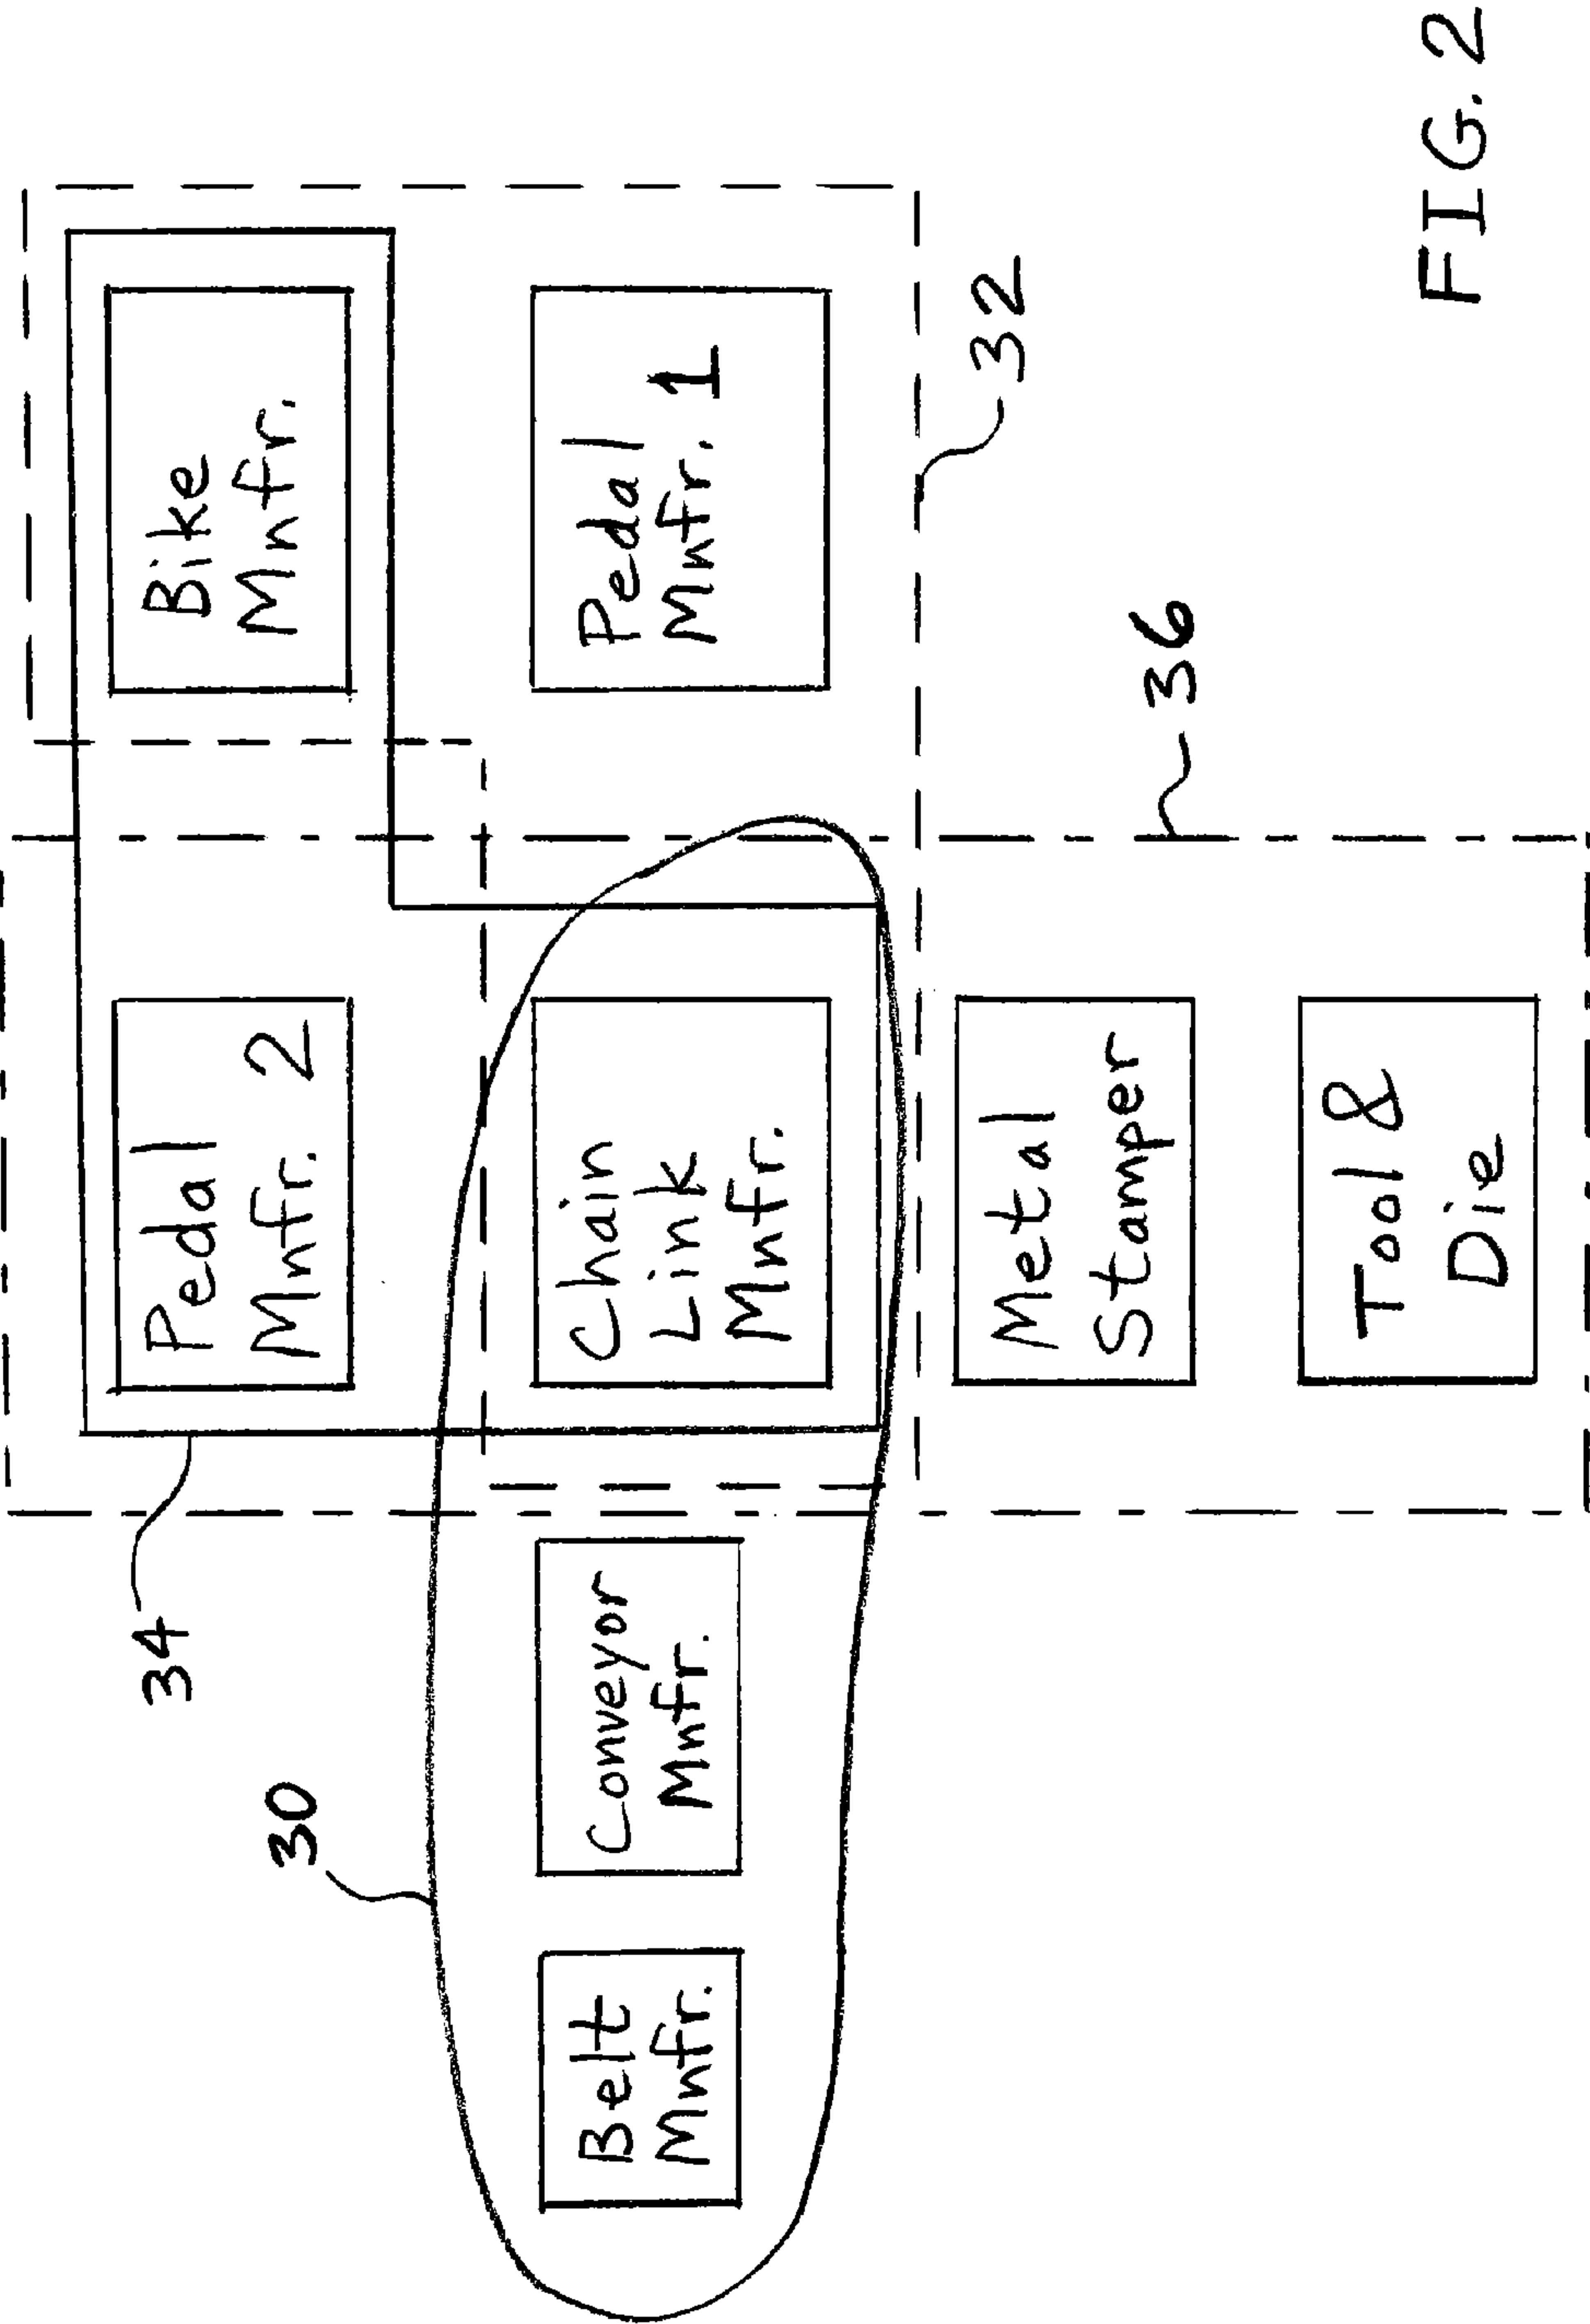 34
Pedal
Mnfr. 2
Bike
Mnfr.
30
Belt
Mnfr.
Conveyor
Mnfr.
Chain
Link
Mnfr.
Pedal
Mnfr. 1
32
Metal
Stamper
36
Tool &
Die
FIG. 2